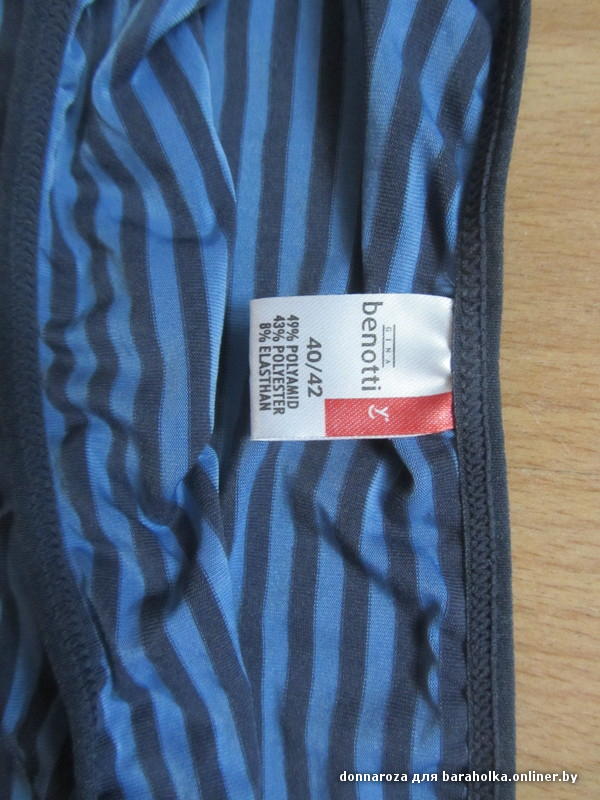 GINA
benotti
40/42
49% POLYAMID
43% POLYESTER
8% ELASTHAN
donnaroza для baraholka.onliner.by